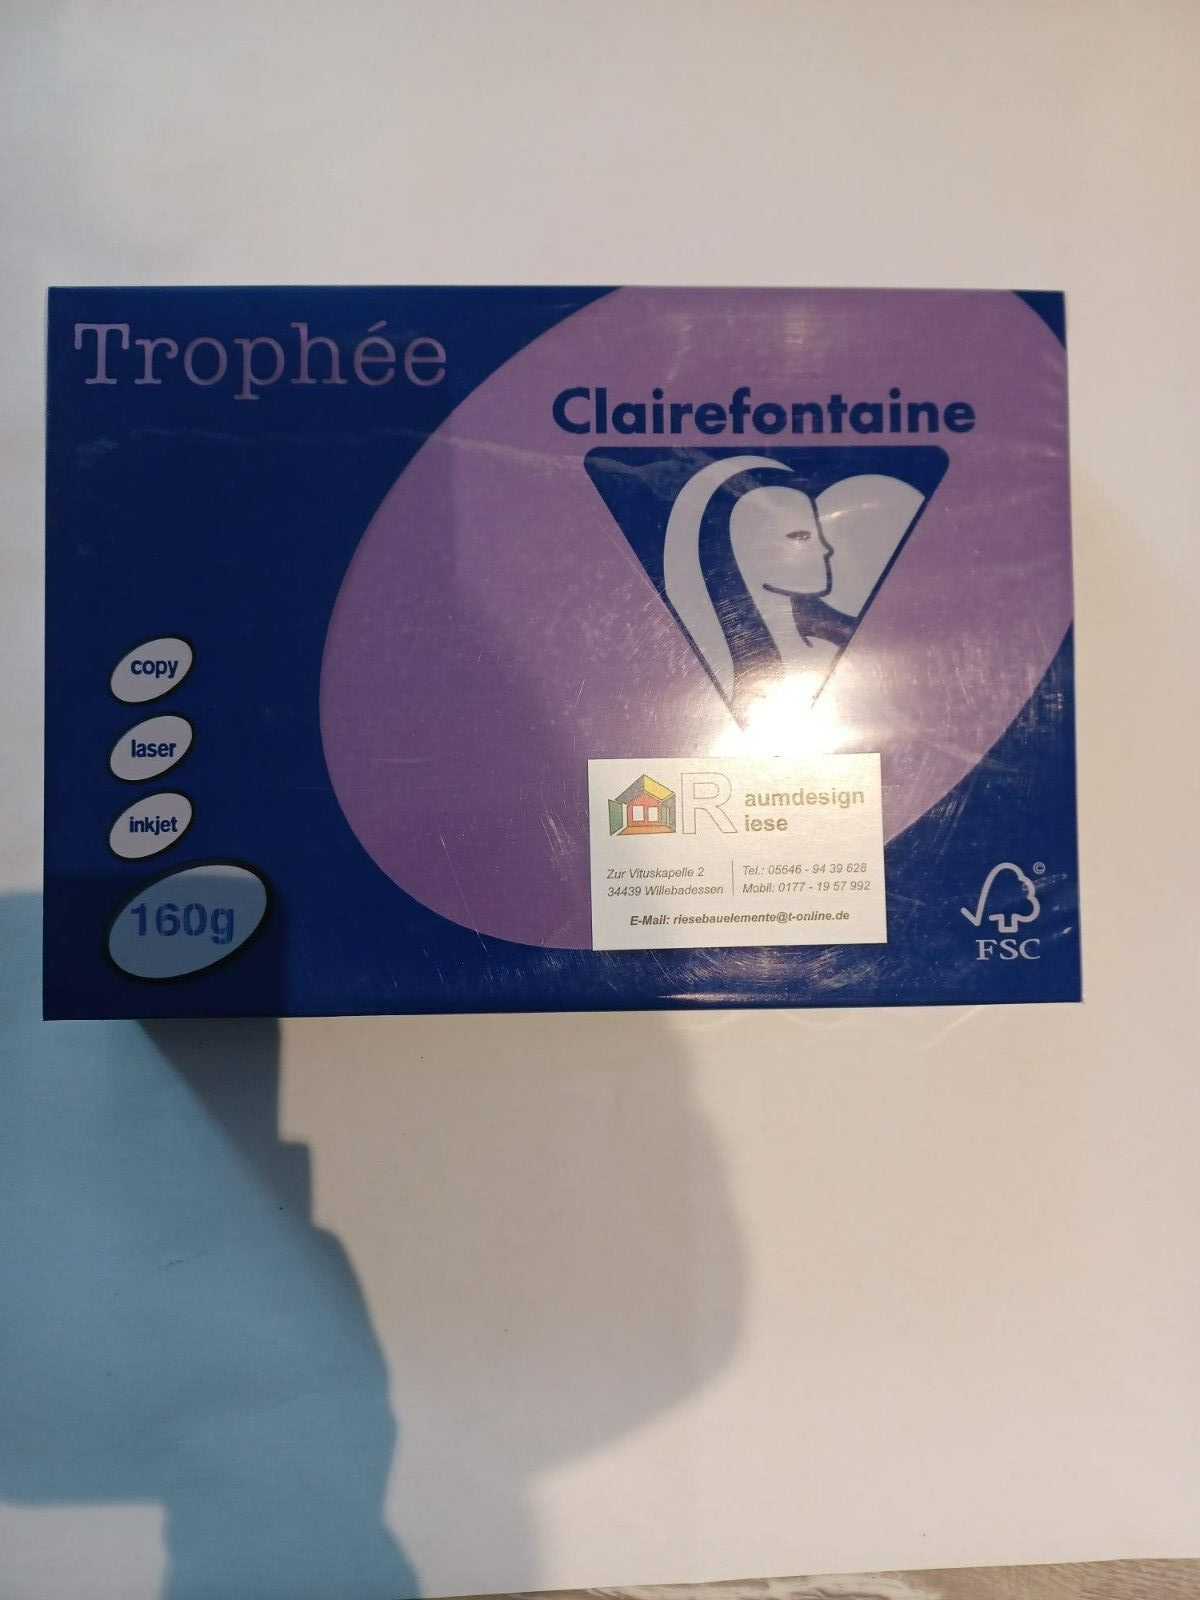 Trophée
Clairefontaine
copy
laser
inkjet
160g
Raumdesign
iese
Zur Vituskapelle 2
34439 Willebadessen
Tel.: 05646 - 94 39 628
Mobil: 0177 - 19 57 992
E-Mail: riesebauelemente@t-online.de
©
FSC